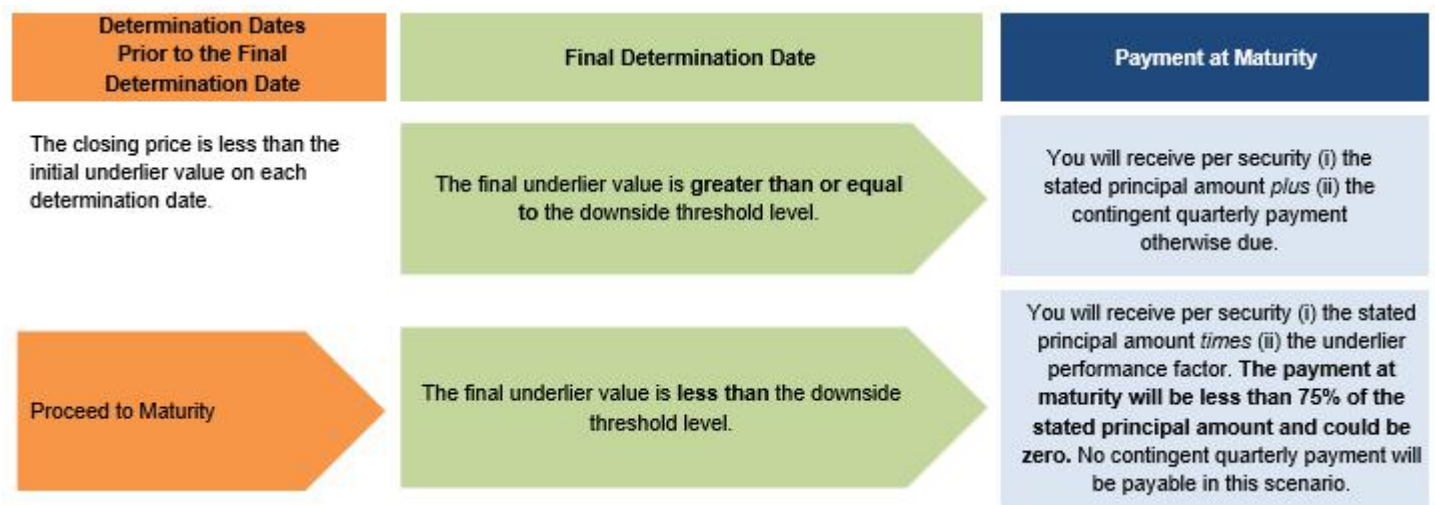 Determination Dates
Prior to the Final
Determination Date
Final Determination Date
Payment at Maturity
The closing price is less than the
initial underlier value on each
determination date.
The final underlier value is greater than or equal
to the downside threshold level.
You will receive per security (i) the
stated principal amount plus (ii) the
contingent quarterly payment
otherwise due.
Proceed to Maturity
The final underlier value is less than the downside
threshold level.
You will receive per security (i) the stated
principal amount times (ii) the underlier
performance factor. The payment at
maturity will be less than 75% of the
stated principal amount and could be
zero. No contingent quarterly payment will
be payable in this scenario.